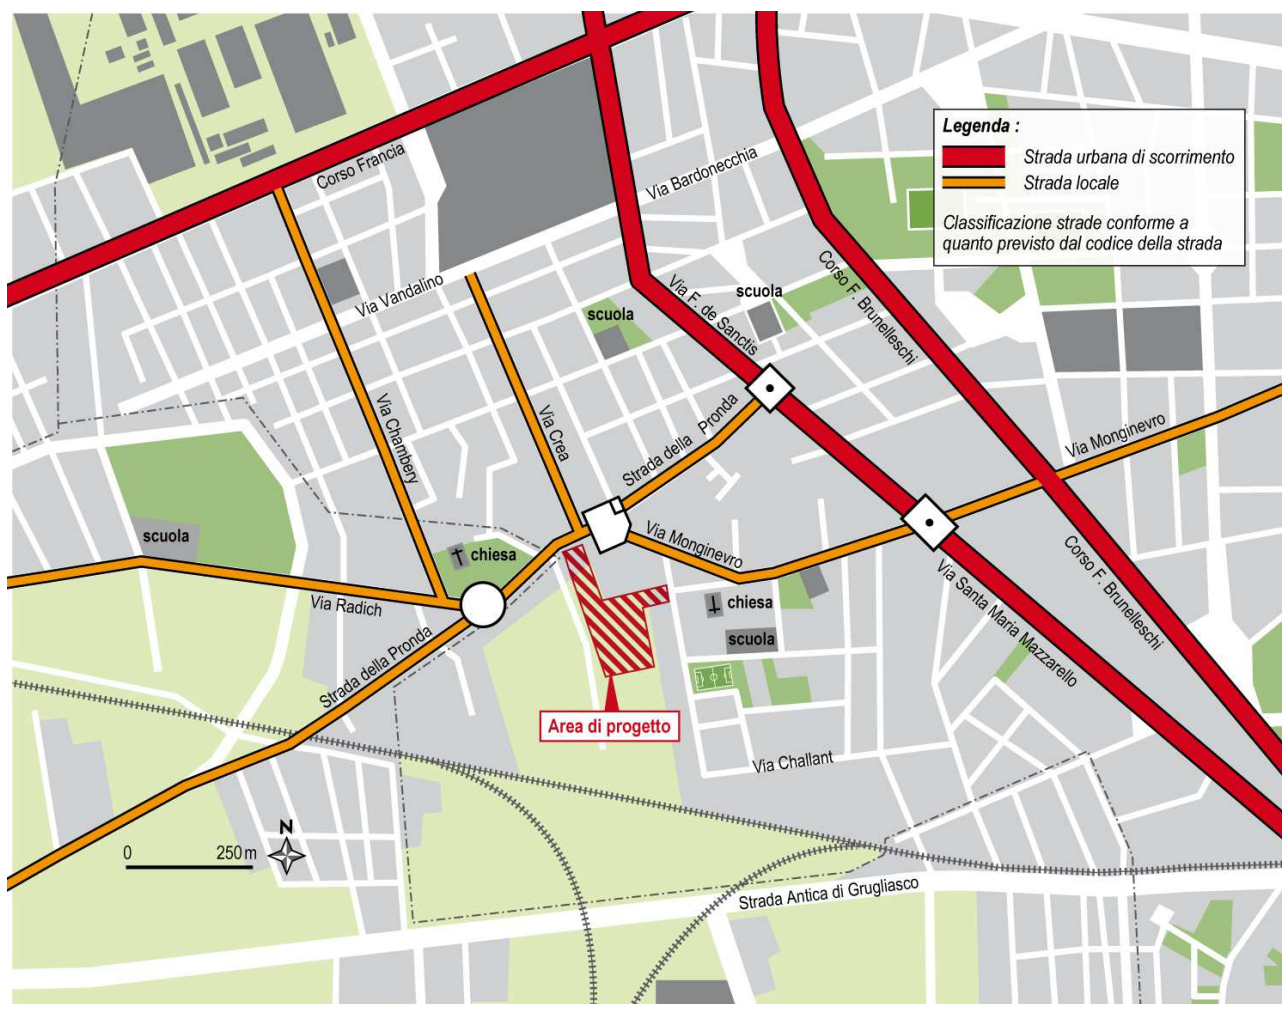 Legenda :
Strada urbana di scorrimento
Strada locale
Classificazione strade conforme a
quanto previsto dal codice della strada
Corso Francia
Via Bardonecchia
Via Vandalino
Via F. de Sanctis
scuola
scuola
Corso F. Brunelleschi
Via Chambery
Via Crea
Strada della Pronda
Via Monginevro
scuola
chiesa
Via Monginevro
Via Radich
Strada della Pronda
chiesa
scuola
Corso F. Brunelleschi
Via Santa Maria Mazzarello
Area di progetto
Via Challant
N
0 250 m
Strada Antica di Grugliasco